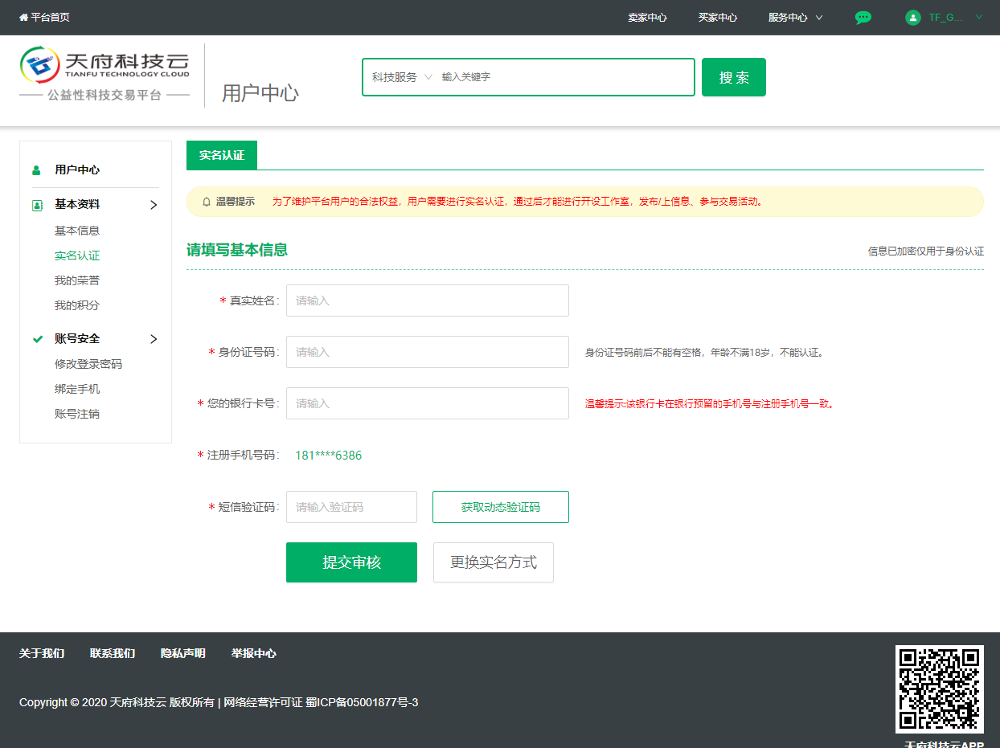 平台首页
卖家中心
买家中心
服务中心
TF_G...
天府科技云
TIANFU TECHNOLOGY CLOUD
公益性科技交易平台
用户中心
科技服务
输入关键字
搜 索
用户中心
基本资料
基本信息
实名认证
我的荣誉
我的积分
账号安全
修改登录密码
绑定手机
账号注销
实名认证
温馨提示 为了维护平台用户的合法权益，用户需要进行实名认证，通过后才能进行开设工作室，发布/上信息、参与交易活动。
请填写基本信息
信息已加密仅用于身份认证
* 真实姓名: 请输入
* 身份证号码: 请输入 身份证号码前后不能有空格，年龄不满18岁，不能认证。
* 您的银行卡号: 请输入 温馨提示:该银行卡在银行预留的手机号与注册手机号一致。
* 注册手机号码: 181****6386
* 短信验证码: 请输入验证码 获取动态验证码
提交审核
更换实名方式
关于我们 联系我们 隐私声明 举报中心
Copyright © 2020 天府科技云 版权所有 | 网络经营许可证 蜀ICP备05001877号-3
天府科技云APP